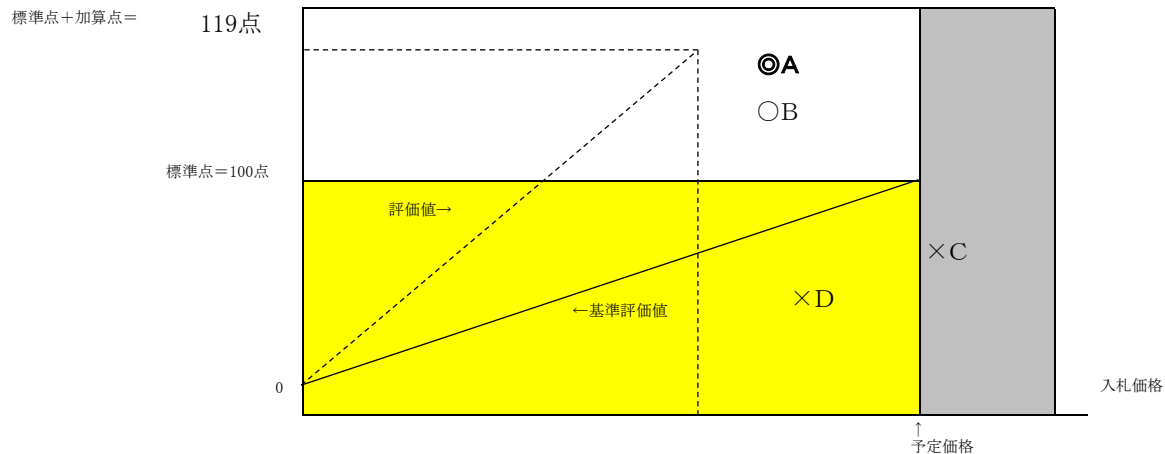 標準点＋加算点＝ 119点
◎A
○B
標準点＝100点
評価値→
×C
×D
←基準評価値
0
入札価格
↑
予定価格